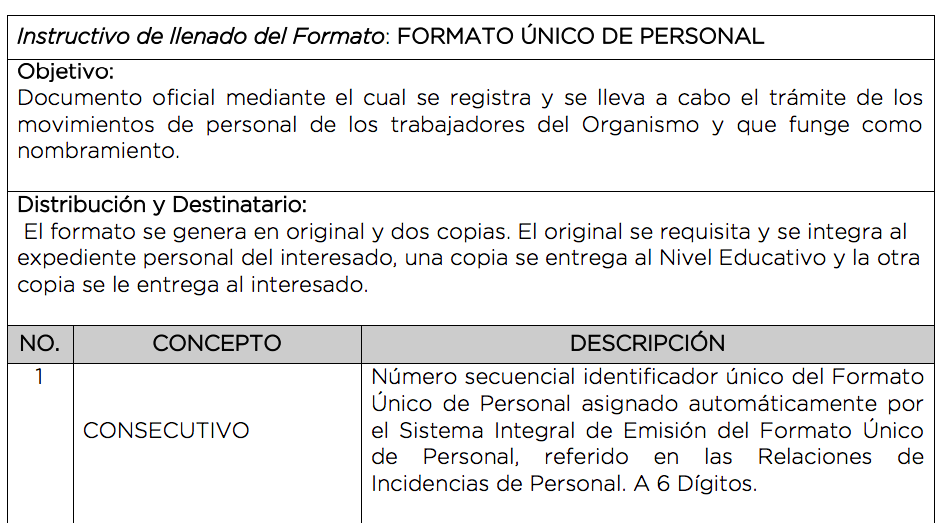 Instructivo de llenado del Formato: FORMATO ÚNICO DE PERSONAL
Objetivo:
Documento oficial mediante el cual se registra y se lleva a cabo el trámite de los
movimientos de personal de los trabajadores del Organismo y que funge como
nombramiento.
Distribución y Destinatario:
El formato se genera en original y dos copias. El original se requisita y se integra al
expediente personal del interesado, una copia se entrega al Nivel Educativo y la otra
copia se le entrega al interesado.
NO. CONCEPTO DESCRIPCIÓN
1
CONSECUTIVO
Número secuencial identificador único del Formato
Único de Personal asignado automáticamente por
el Sistema Integral de Emisión del Formato Único
de Personal, referido en las Relaciones de
Incidencias de Personal. A 6 Dígitos.